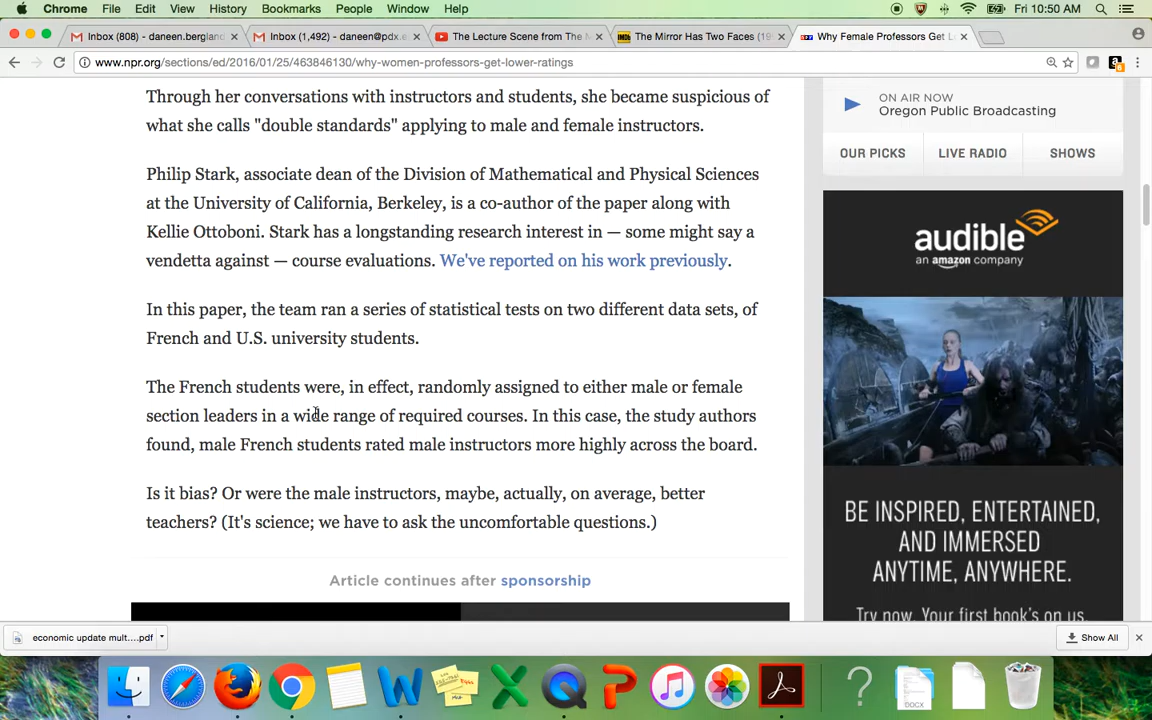 Chrome File Edit View History Bookmarks People Window Help Fri 10:50 AM
Inbox (808) - daneen.bergland Inbox (1,492) - daneen@pdx.e The Lecture Scene from The M The Mirror Has Two Faces (199 Why Female Professors Get L
www.npr.org/sections/ed/2016/01/25/463846130/why-women-professors-get-lower-ratings
Through her conversations with instructors and students, she became suspicious of
what she calls "double standards" applying to male and female instructors.
Philip Stark, associate dean of the Division of Mathematical and Physical Sciences
at the University of California, Berkeley, is a co-author of the paper along with
Kellie Ottoboni. Stark has a longstanding research interest in — some might say a
vendetta against — course evaluations. We've reported on his work previously.
In this paper, the team ran a series of statistical tests on two different data sets, of
French and U.S. university students.
The French students were, in effect, randomly assigned to either male or female
section leaders in a wide range of required courses. In this case, the study authors
found, male French students rated male instructors more highly across the board.
Is it bias? Or were the male instructors, maybe, actually, on average, better
teachers? (It's science; we have to ask the uncomfortable questions.)
Article continues after sponsorship
ON AIR NOW
Oregon Public Broadcasting
OUR PICKS LIVE RADIO SHOWS
audible
an amazon company
BE INSPIRED, ENTERTAINED,
AND IMMERSED
ANYTIME, ANYWHERE.
Try now. Your first book's on us.
economic update mult....pdf Show All
DOCX